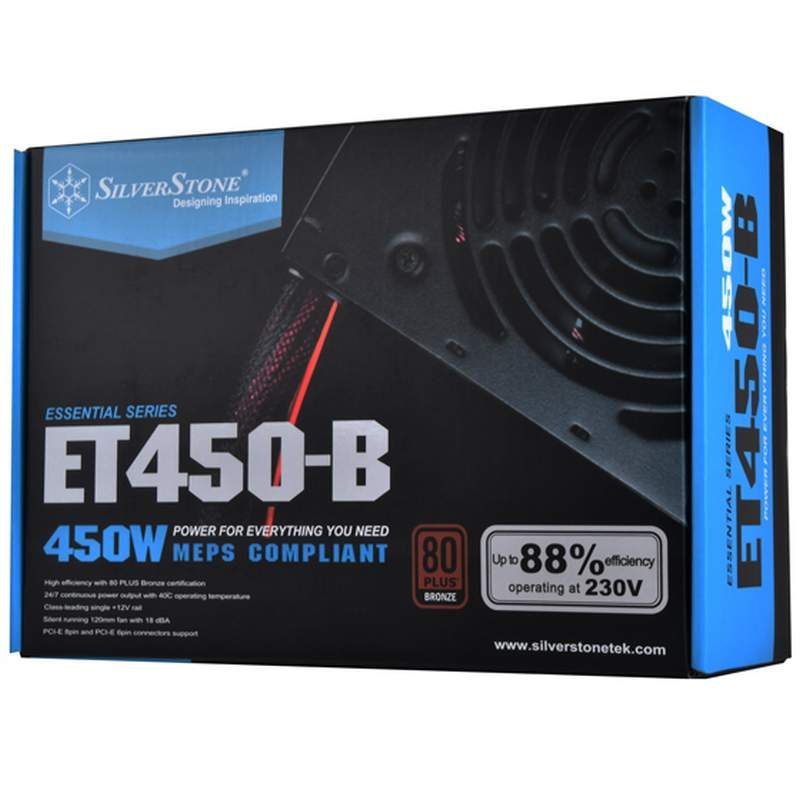 SILVERSTONE®
Designing Inspiration
ESSENTIAL SERIES
ET450-B
450W POWER FOR EVERYTHING YOU NEED
MEPS COMPLIANT
High efficiency with 80 PLUS Bronze certification
24/7 continuous power output with 40C operating temperature
Class-leading single +12V rail
Silent running 120mm fan with 18 dBA
PCI-E 8pin and PCI-E 6pin connectors support
80
PLUS®
BRONZE
Up to 88% efficiency
operating at 230V
www.silverstonetek.com
450W
ESSENTIAL SERIES
ET450-B
POWER FOR EVERYTHING YOU NEED